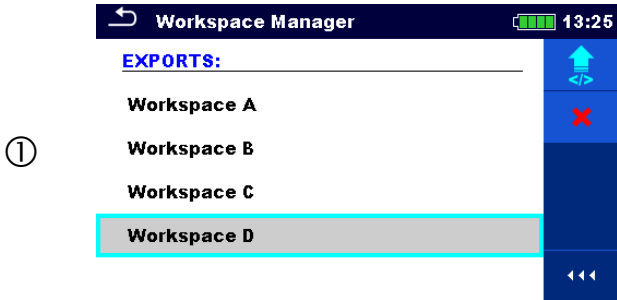 Workspace Manager 13:25
EXPORTS:
</>
Workspace A
Workspace B
①
Workspace C
Workspace D